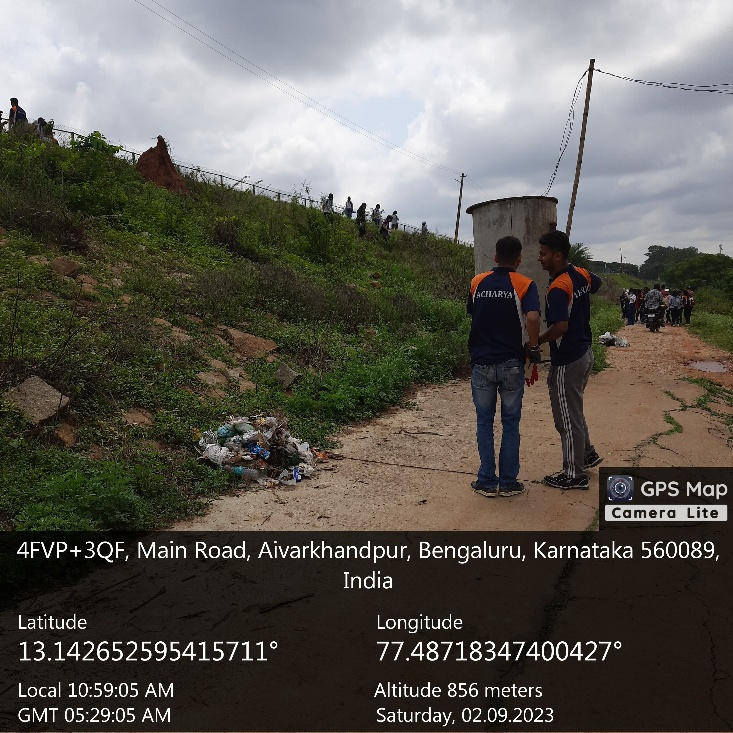 ACHARYA
GPS Map
Camera Lite
4FVP+3QF, Main Road, Aivarkhandpur, Bengaluru, Karnataka 560089,
India
Latitude
Longitude
13.142652595415711°
77.48718347400427°
Local 10:59:05 AM
Altitude 856 meters
GMT 05:29:05 AM
Saturday, 02.09.2023